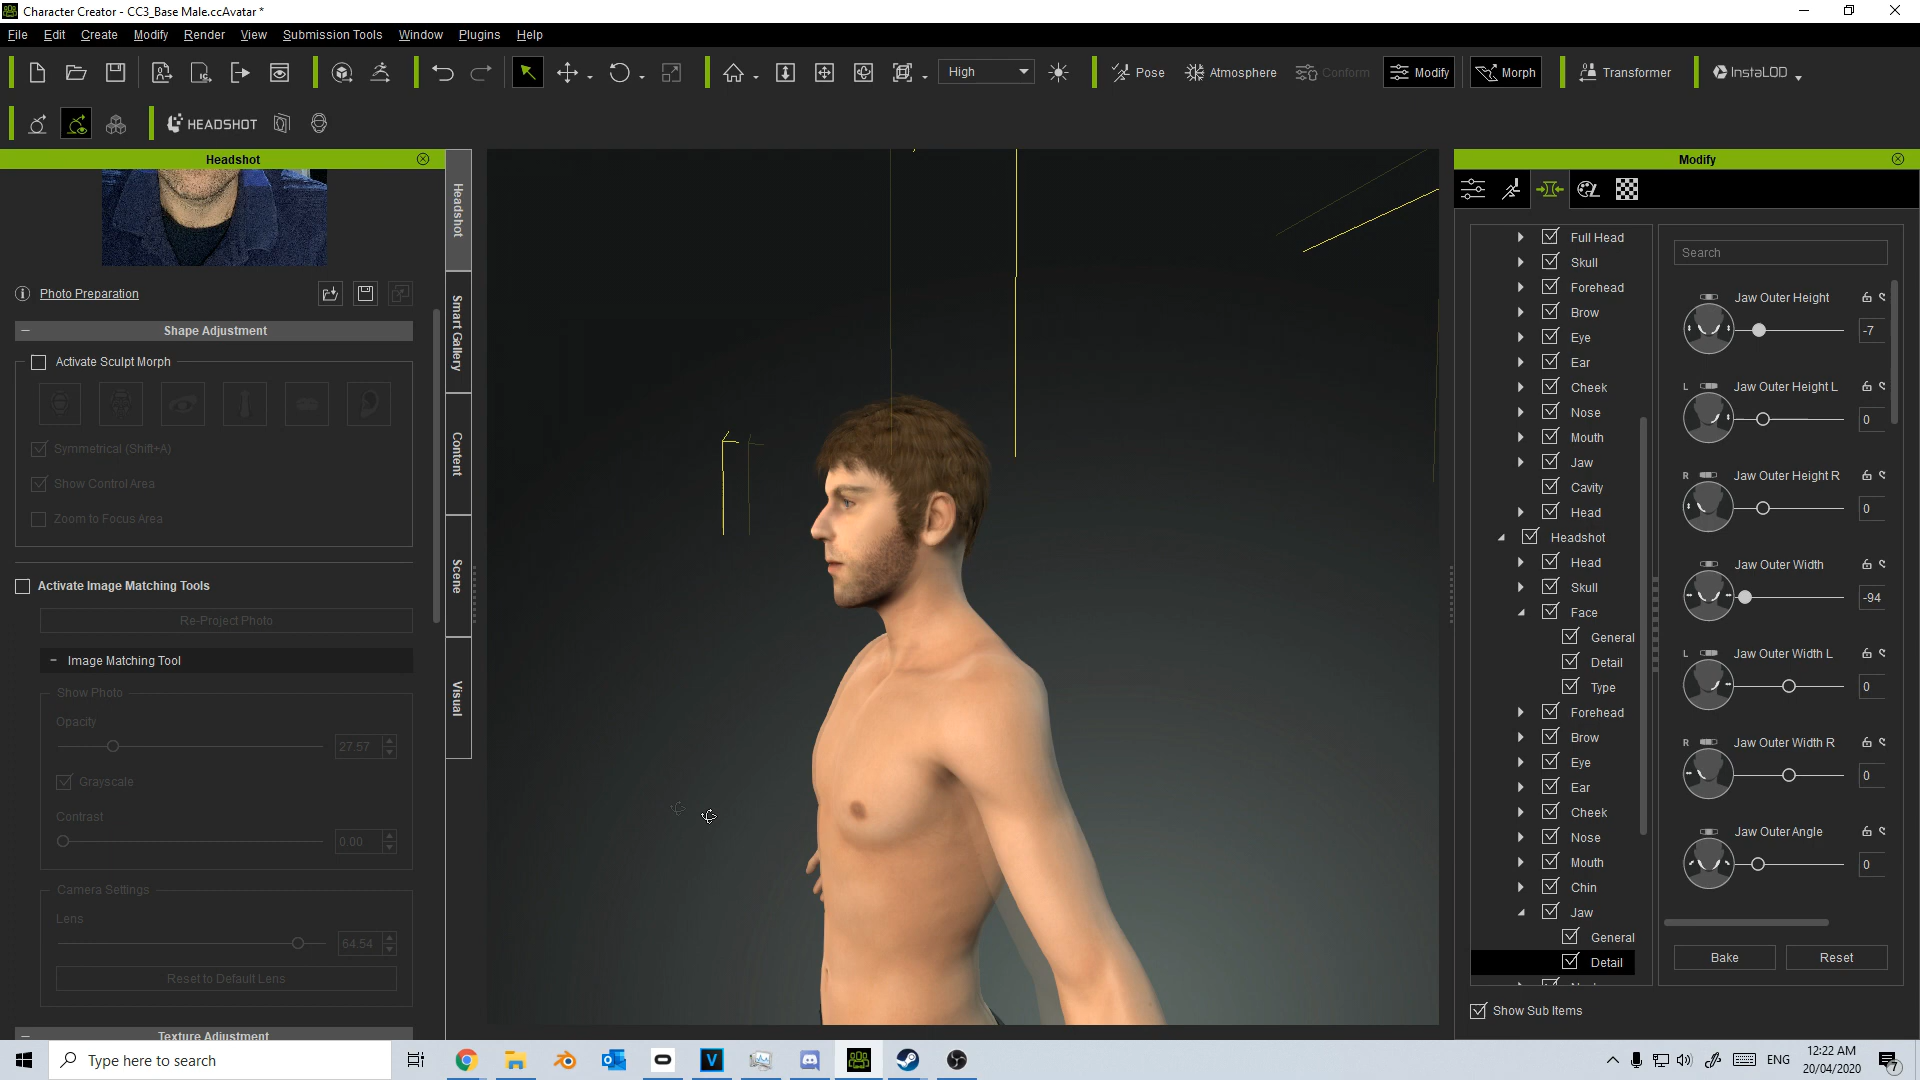 Character Creator - CC3_Base Male.ccAvatar *
File Edit Create Modify Render View Submission Tools Window Plugins Help
High Pose Atmosphere Conform Modify Morph Transformer InstaLOD
HEADSHOT
Headshot
Photo Preparation
Shape Adjustment
Activate Sculpt Morph
Symmetrical (Shift+A)
Show Control Area
Zoom to Focus Area
Activate Image Matching Tools
Re-Project Photo
Image Matching Tool
Show Photo
Opacity
27.57
Grayscale
Contrast
0.00
Camera Settings
Lens
64.54
Reset to Default Lens
Texture Adjustment
Headshot
Smart Gallery
Content
Scene
Visual
Modify
Full Head
Skull
Forehead
Brow
Eye
Ear
Cheek
Nose
Mouth
Jaw
Cavity
Head
Headshot
Head
Skull
Face
General
Detail
Type
Forehead
Brow
Eye
Ear
Cheek
Nose
Mouth
Chin
Jaw
General
Detail
Show Sub Items
Search
Jaw Outer Height
-7
L Jaw Outer Height L
0
R Jaw Outer Height R
0
Jaw Outer Width
-94
L Jaw Outer Width L
0
R Jaw Outer Width R
0
Jaw Outer Angle
0
Bake Reset
Type here to search
ENG
12:22 AM
20/04/2020
7